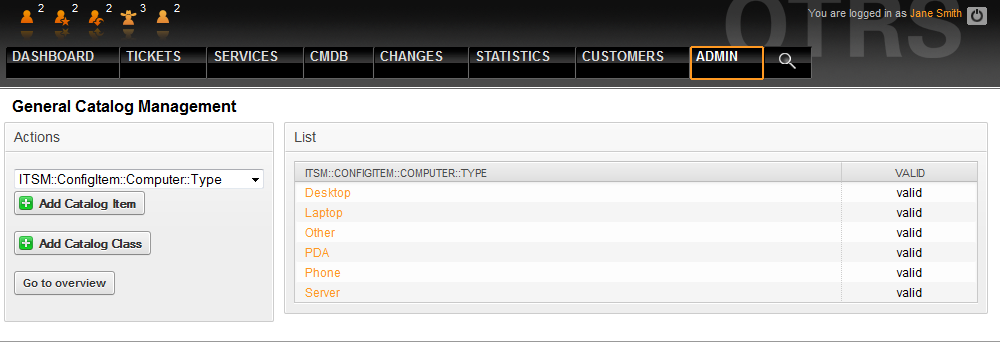 2 2 2 3 2
You are logged in as Jane Smith
OTRS
DASHBOARD TICKETS SERVICES CMDB CHANGES STATISTICS CUSTOMERS ADMIN
General Catalog Management
Actions
ITSM::ConfigItem::Computer::Type
Add Catalog Item
Add Catalog Class
Go to overview
List
ITSM::CONFIGITEM::COMPUTER::TYPE VALID
Desktop valid
Laptop valid
Other valid
PDA valid
Phone valid
Server valid